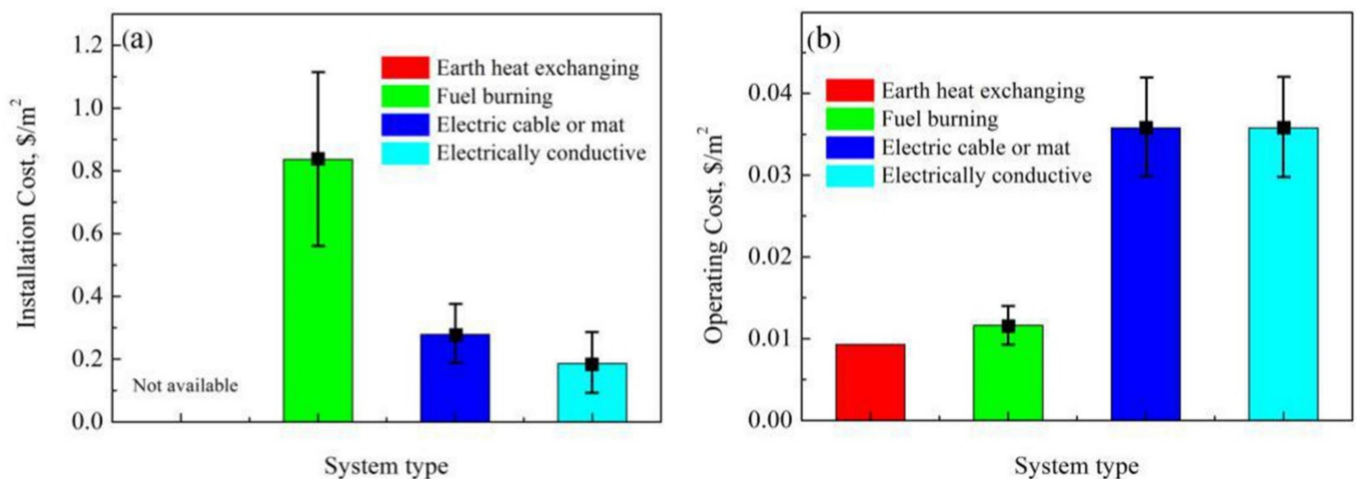 (a)
Installation Cost, $/m²
1.2
1.0
0.8
0.6
0.4
0.2
0.0
Earth heat exchanging
Fuel burning
Electric cable or mat
Electrically conductive
Not available
System type
(b)
Operating Cost, $/m²
0.04
0.03
0.02
0.01
0.00
Earth heat exchanging
Fuel burning
Electric cable or mat
Electrically conductive
System type